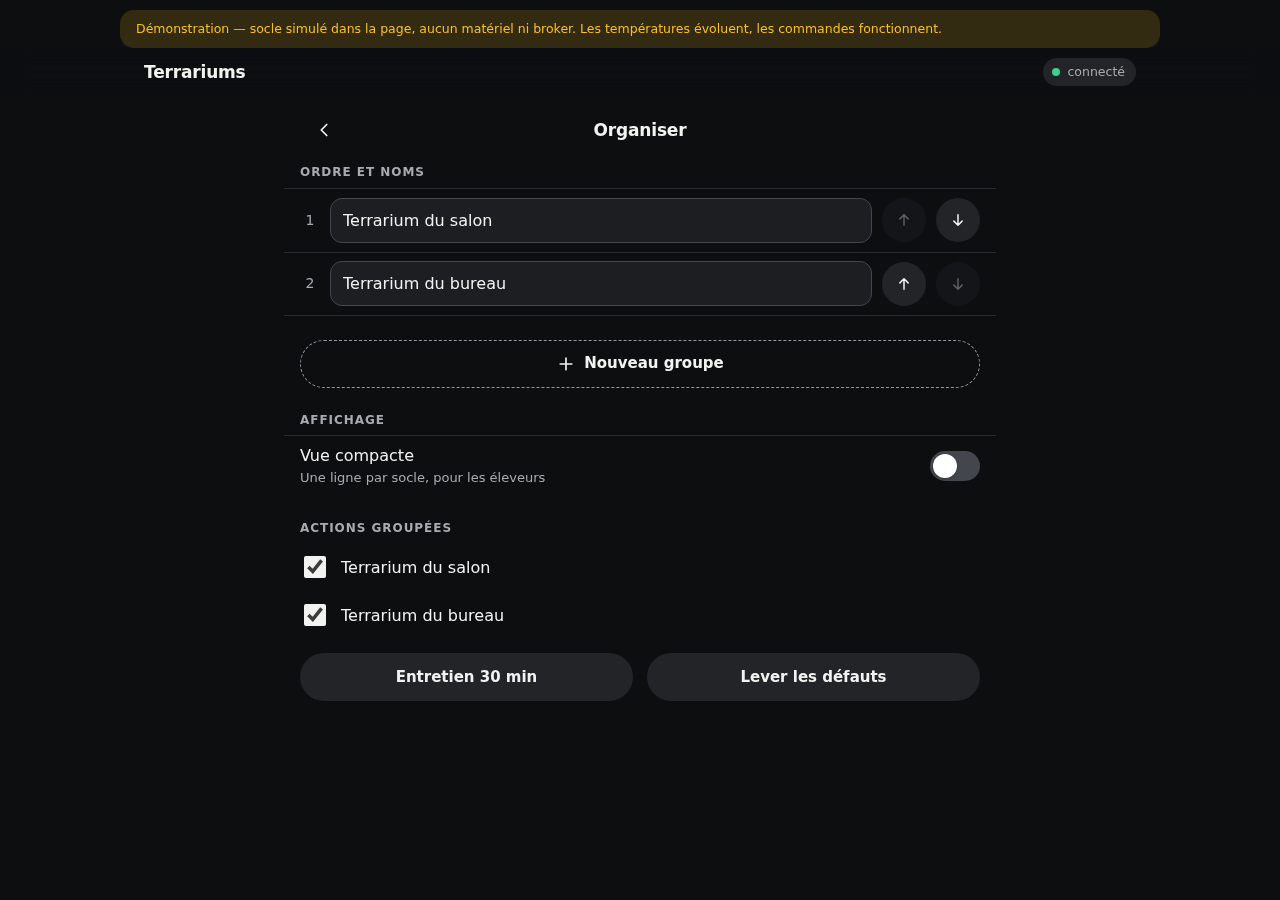 Démonstration — socle simulé dans la page, aucun matériel ni broker. Les températures évoluent, les commandes fonctionnent.
Terrariums
connecté
Organiser
ORDRE ET NOMS
1 Terrarium du salon
2 Terrarium du bureau
Nouveau groupe
AFFICHAGE
Vue compacte
Une ligne par socle, pour les éleveurs
ACTIONS GROUPÉES
Terrarium du salon
Terrarium du bureau
Entretien 30 min
Lever les défauts